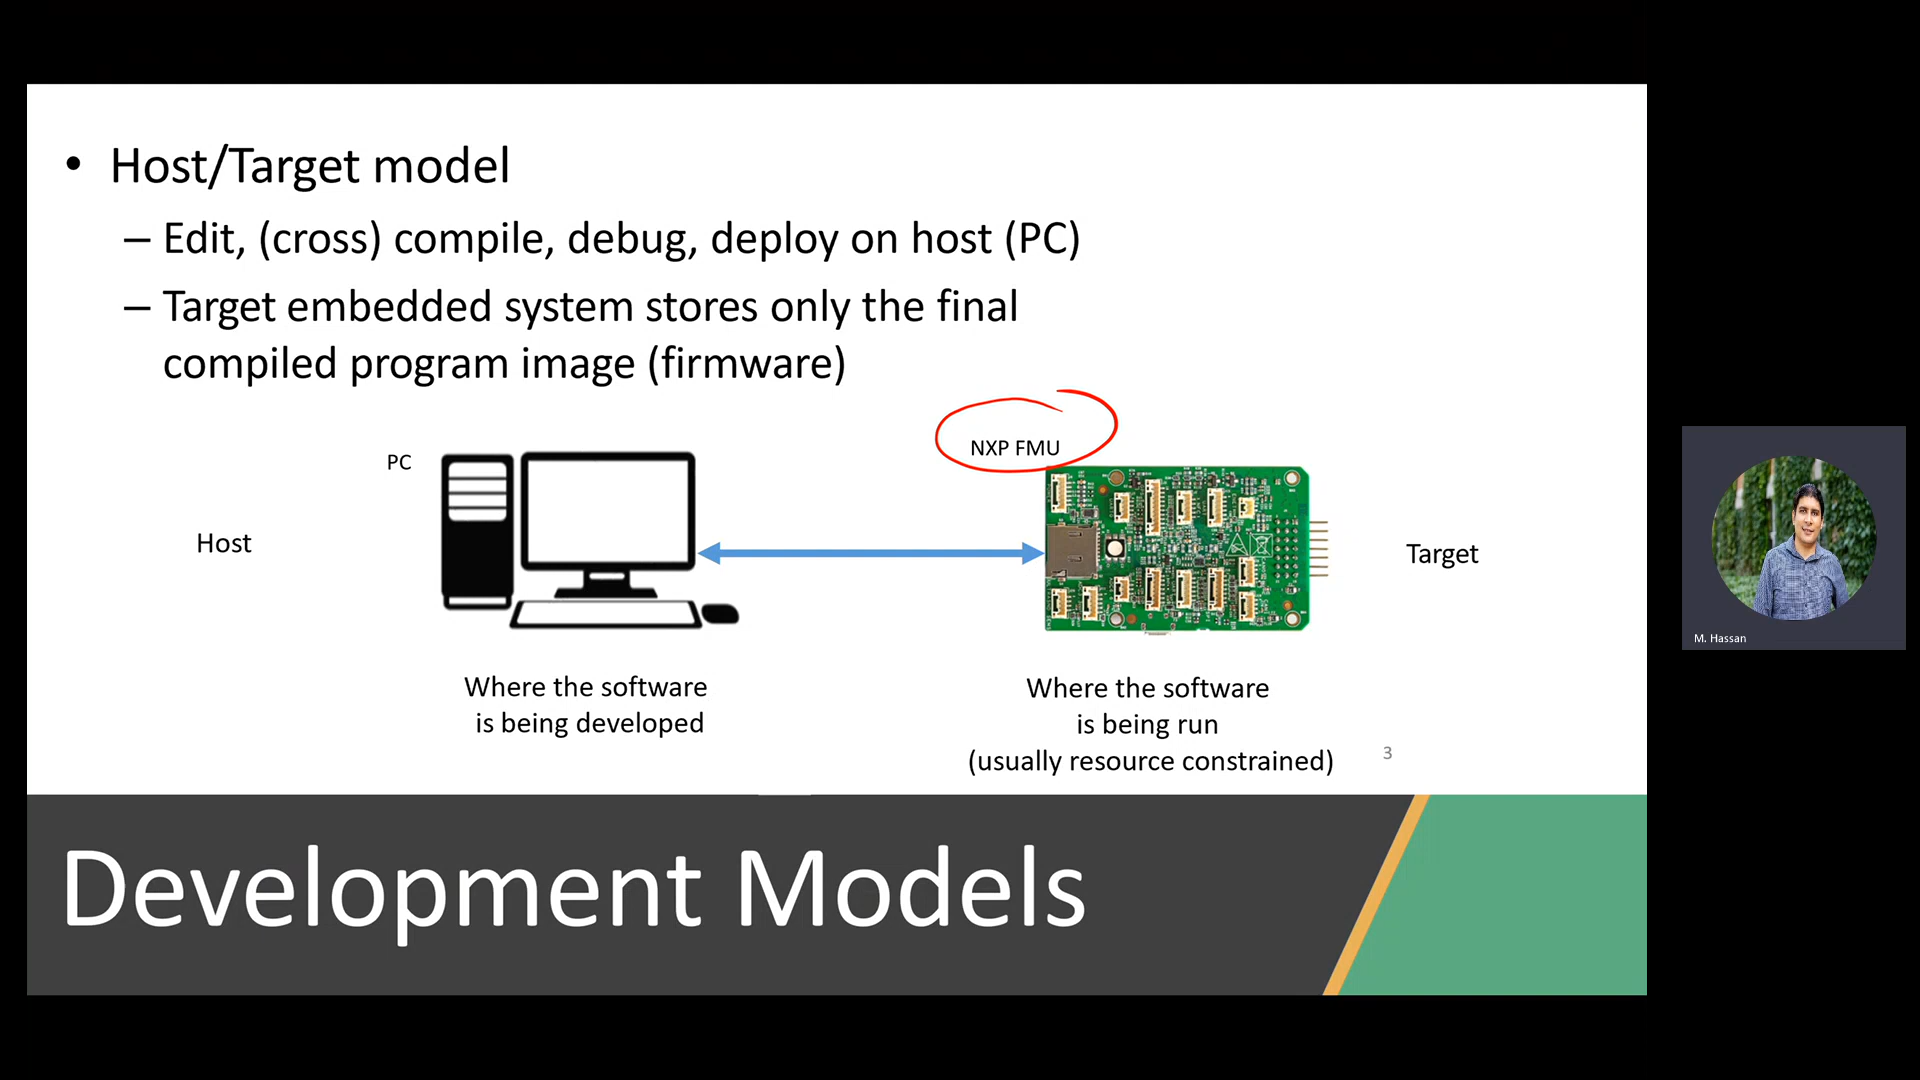 • Host/Target model
– Edit, (cross) compile, debug, deploy on host (PC)
– Target embedded system stores only the final
compiled program image (firmware)
NXP FMU
PC
Host
Target
Where the software
is being developed
Where the software
is being run
(usually resource constrained)
3
Development Models
M. Hassan